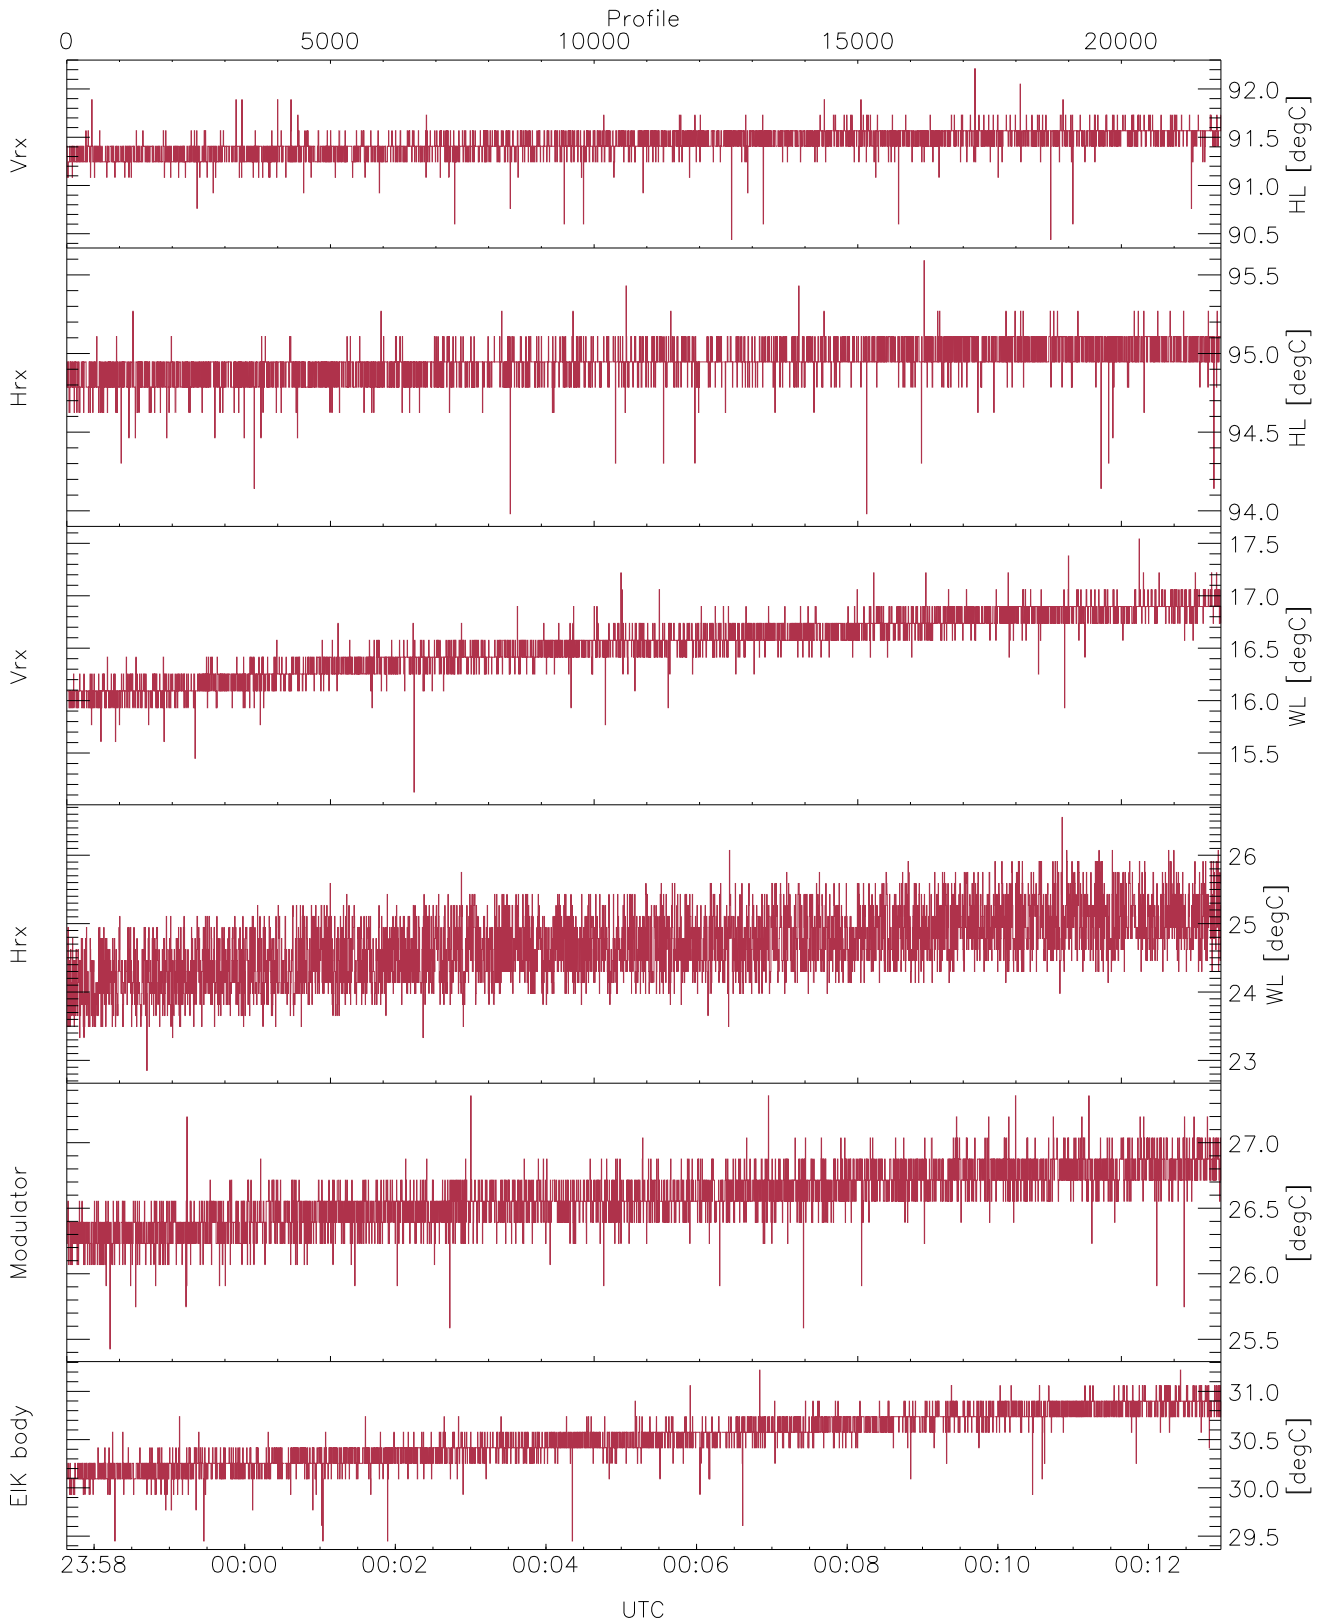 Profile
0 5000 10000 15000 20000
Vrx
92.0
91.5
91.0
90.5
HL [degC]
Hrx
95.5
95.0
94.5
94.0
HL [degC]
Vrx
17.5
17.0
16.5
16.0
15.5
WL [degC]
Hrx
26
25
24
23
WL [degC]
Modulator
27.0
26.5
26.0
25.5
[degC]
EIK body
31.0
30.5
30.0
29.5
[degC]
23:58 00:00 00:02 00:04 00:06 00:08 00:10 00:12
UTC